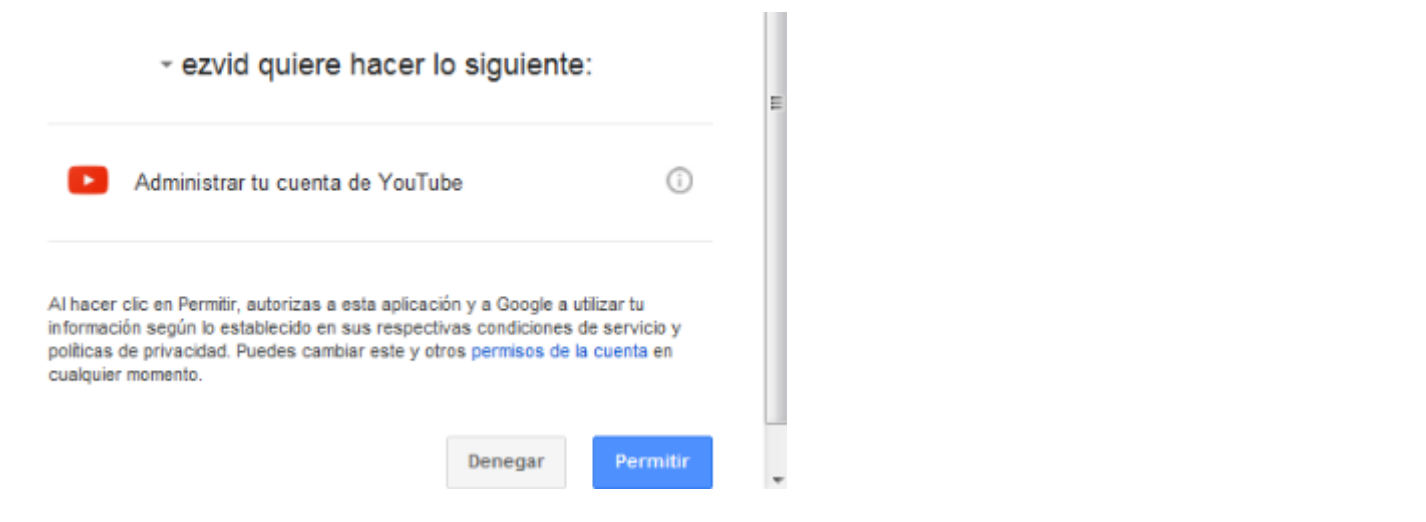 ezvid quiere hacer lo siguiente:
Administrar tu cuenta de YouTube
Al hacer clic en Permitir, autorizas a esta aplicación y a Google a utilizar tu
información según lo establecido en sus respectivas condiciones de servicio y
políticas de privacidad. Puedes cambiar este y otros permisos de la cuenta en
cualquier momento.
Denegar Permitir